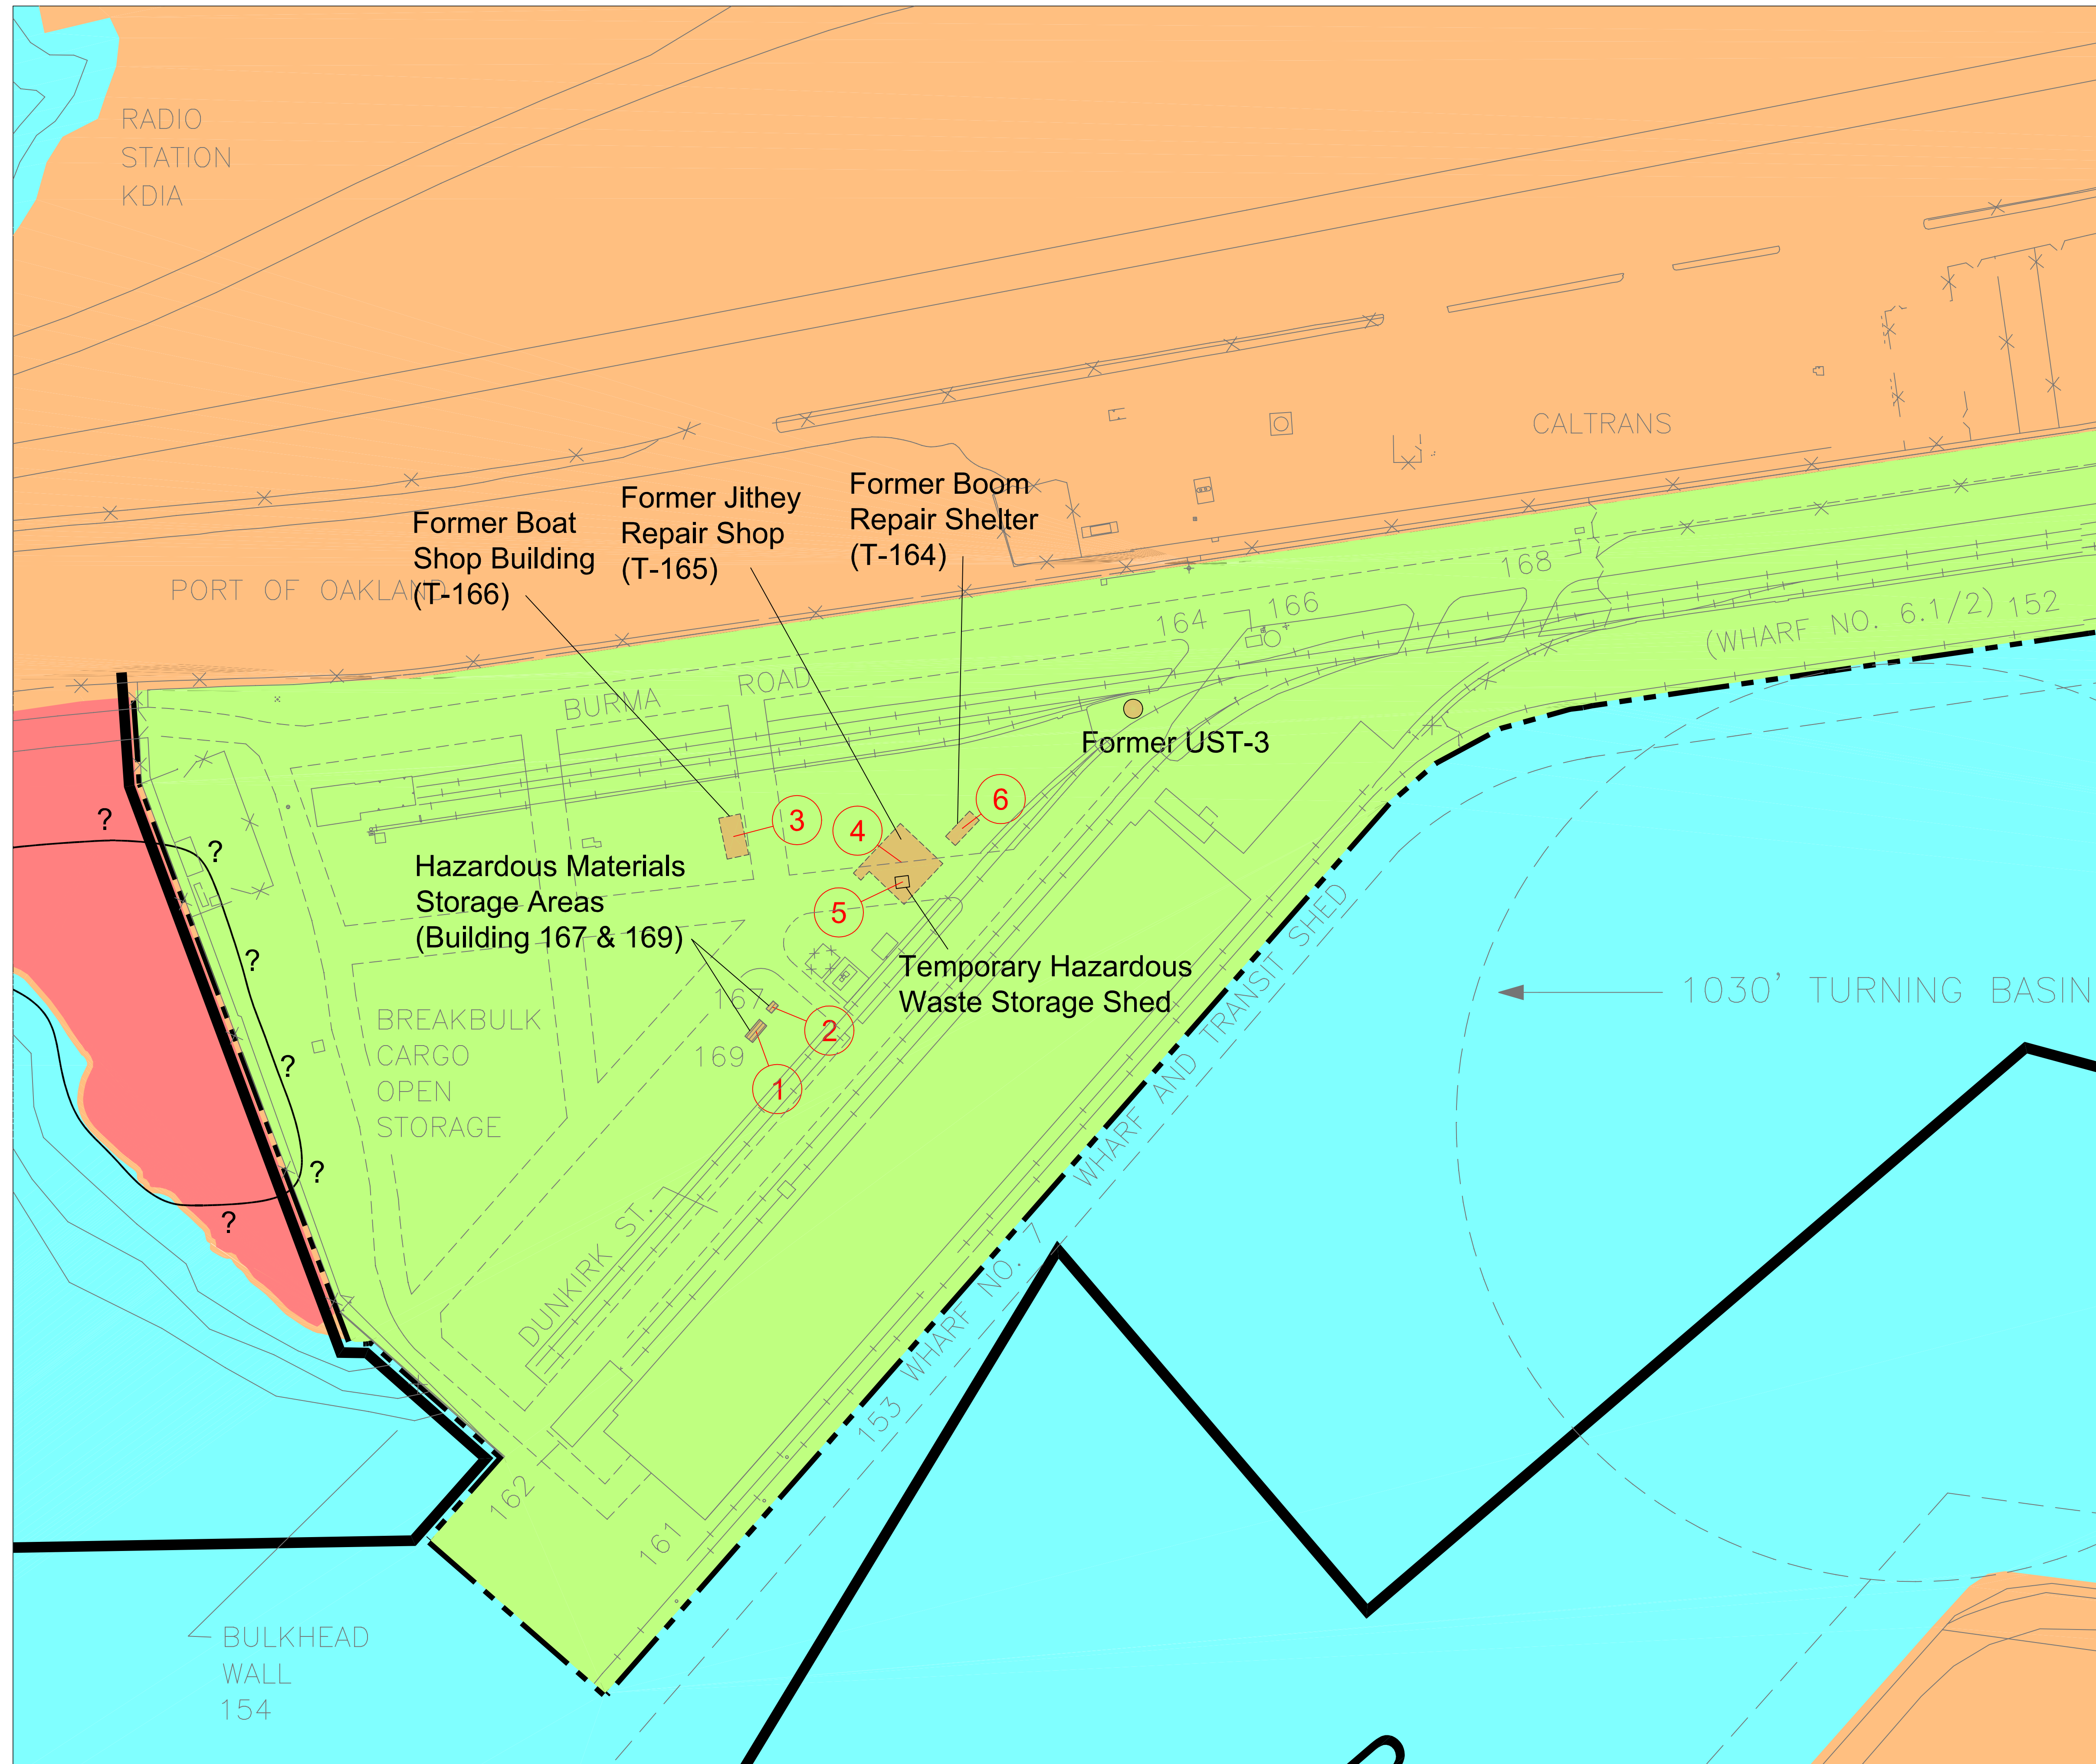 RADIO
STATION
KDIA
CALTRANS
Former Boat
Shop Building
(T-166)
Former Jithey
Repair Shop
(T-165)
Former Boom
Repair Shelter
(T-164)
PORT OF OAKLAND
168
166
164
(WHARF NO. 6.1/2) 152
BURMA ROAD
Former UST-3
3
4
6
5
Hazardous Materials
Storage Areas
(Building 167 & 169)
Temporary Hazardous
Waste Storage Shed
167
169
2
1
?
?
?
?
?
?
BREAKBULK
CARGO
OPEN
STORAGE
1030' TURNING BASIN
DUNKIRK ST.
153 WHARF NO. 7 WHARF AND TRANSIT SHED
162
161
BULKHEAD
WALL
154